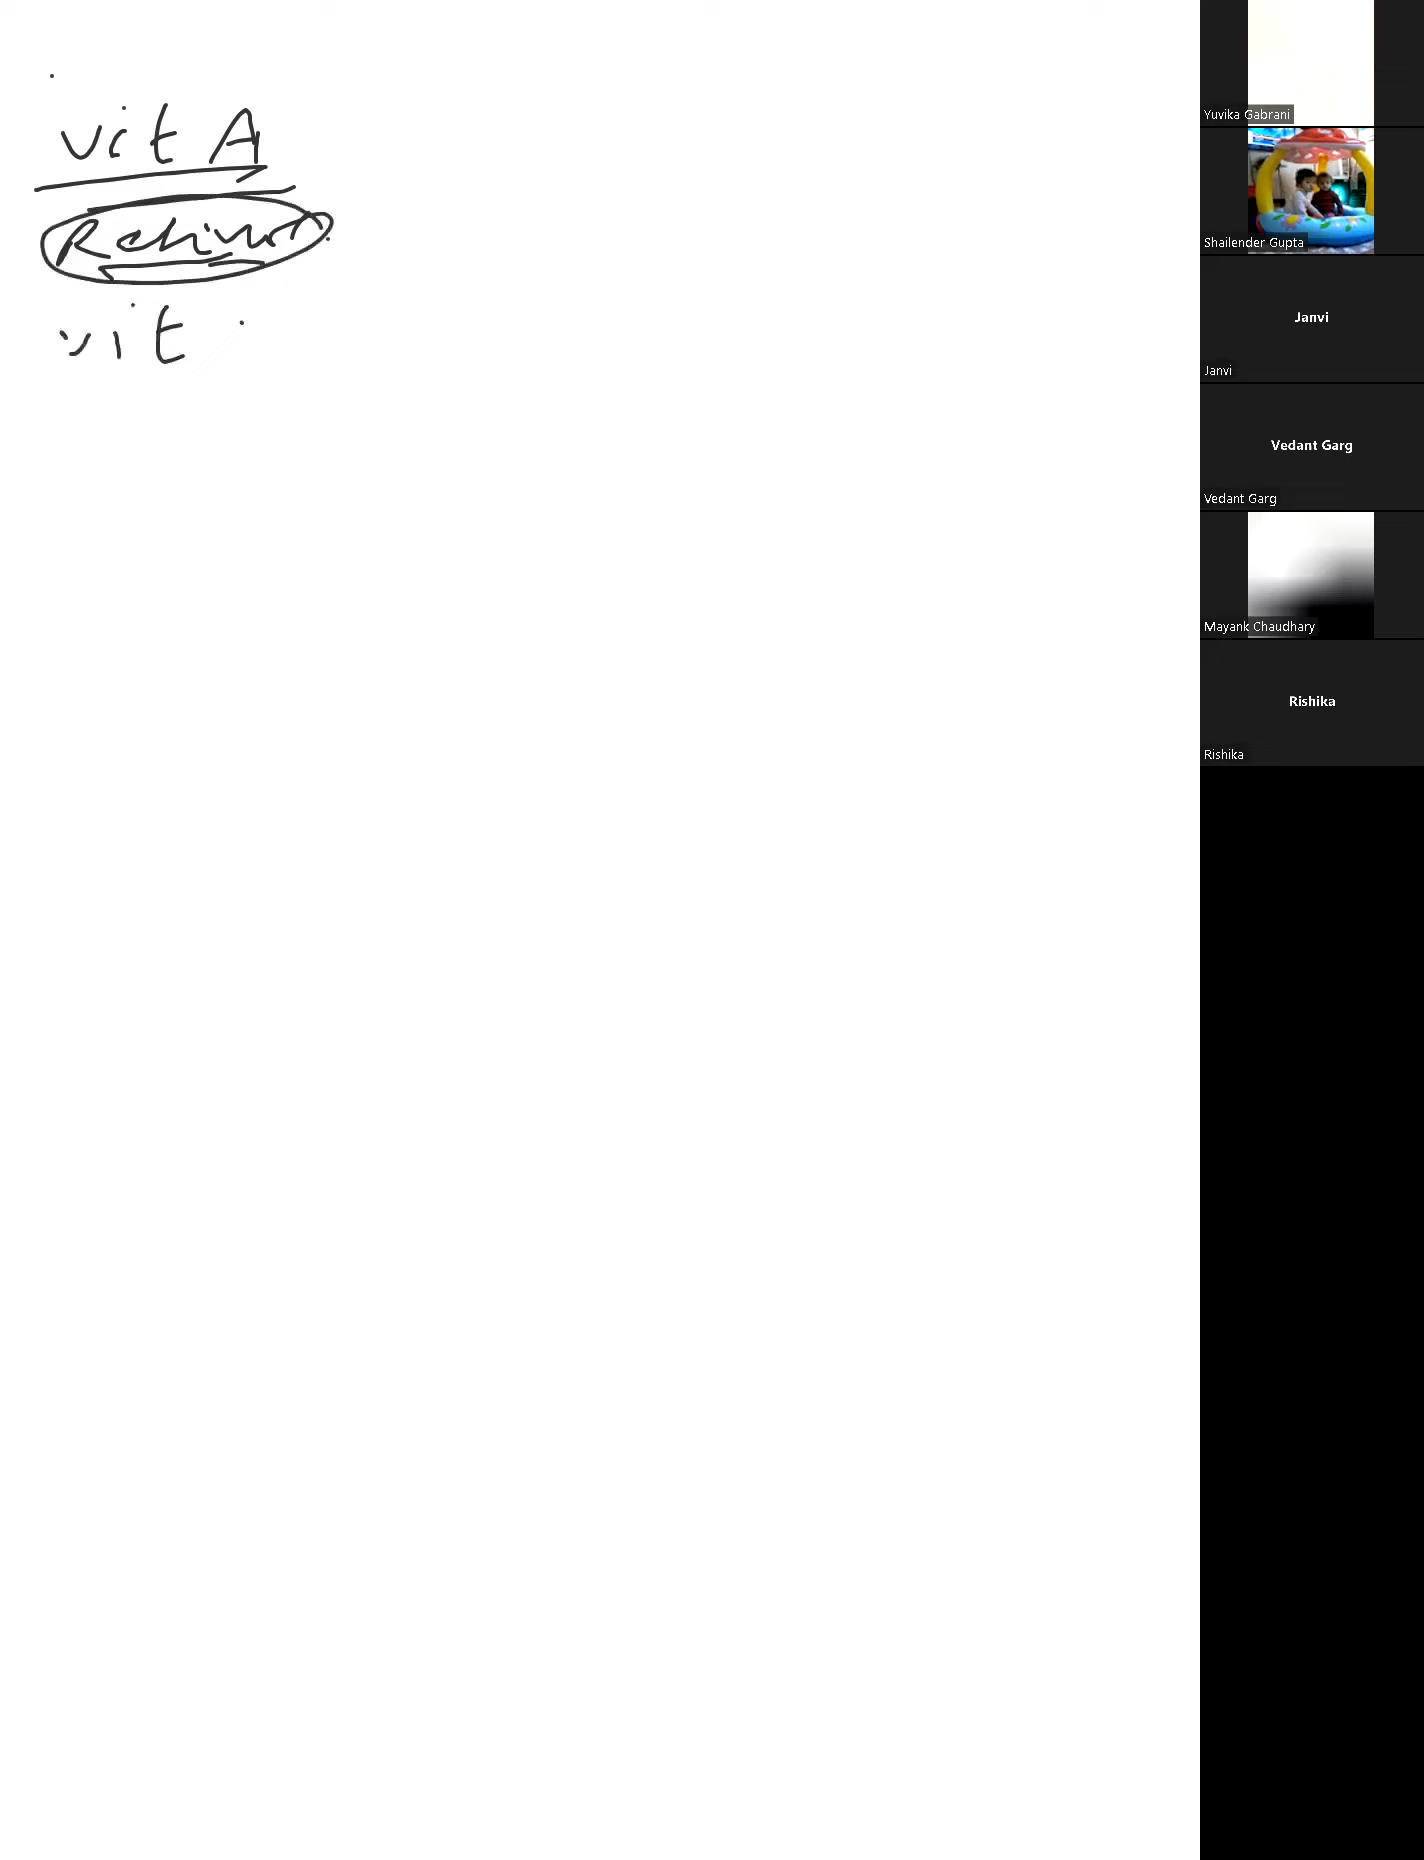 vit A
Retinol
vit
Yuvika Gabrani
Shailender Gupta
Janvi
Janvi
Vedant Garg
Vedant Garg
Mayank Chaudhary
Rishika
Rishika